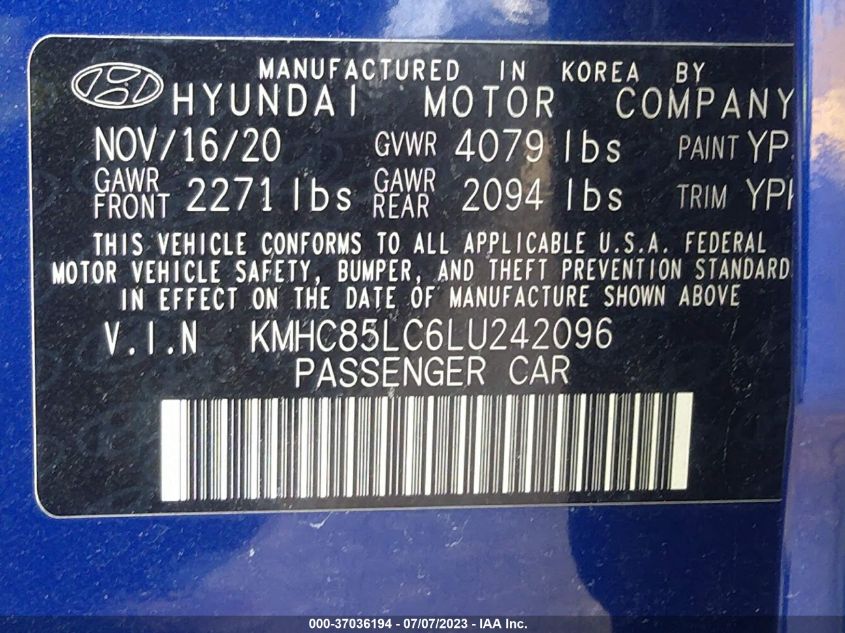 MANUFACTURED IN KOREA BY
HYUNDAI MOTOR COMPANY
NOV/16/20 GVWR 4079 lbs PAINT
GAWR FRONT 2271 lbs GAWR REAR 2094 lbs TRIM
THIS VEHICLE CONFORMS TO ALL APPLICABLE U.S.A. FEDERAL
MOTOR VEHICLE SAFETY, BUMPER, AND THEFT PREVENTION STANDARD
IN EFFECT ON THE DATE OF MANUFACTURE SHOWN ABOVE
V.I.N KMHC85LC6LU242096
PASSENGER CAR
000-37036194 - 07/07/2023 - IAA Inc.